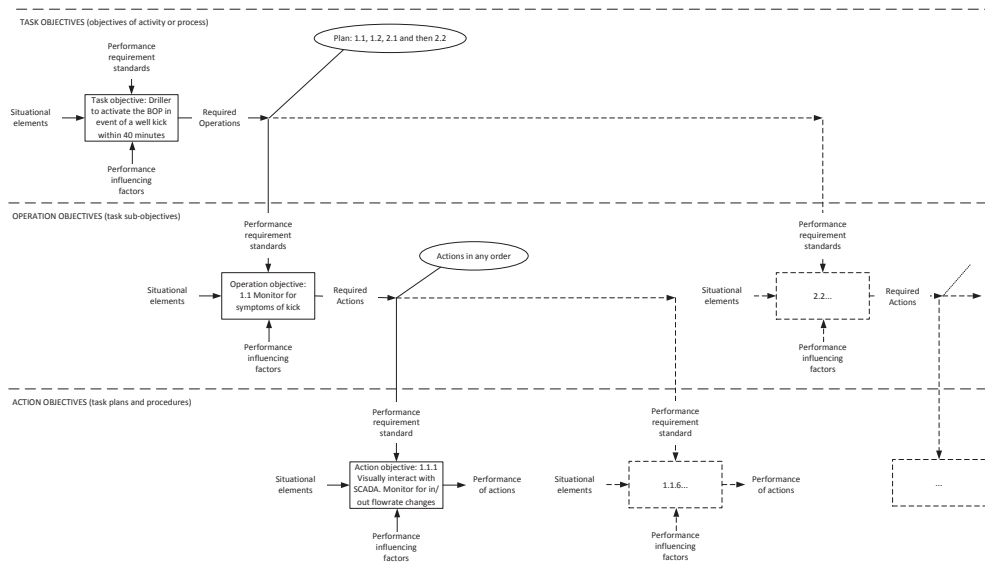 TASK OBJECTIVES (objectives of activity or process)
Plan: 1.1, 1.2, 2.1 and then 2.2
Performance
requirement
standards
Situational
elements
Task objective: Driller
to activate the BOP in
event of a well kick
within 40 minutes
Required
Operations
Performance
influencing
factors
OPERATION OBJECTIVES (task sub-objectives)
Performance
requirement
standards
Actions in any order
Situational
elements
Operation objective:
1.1 Monitor for
symptoms of kick
Required
Actions
Performance
influencing
factors
Performance
requirement
standards
Situational
elements
2.2...
Required
Actions
Performance
influencing
factors
ACTION OBJECTIVES (task plans and procedures)
Performance
requirement
standard
Situational
elements
Action objective: 1.1.1
Visually interact with
SCADA. Monitor for in/
out flowrate changes
Performance
of actions
Performance
influencing
factors
Performance
requirement
standard
Situational
elements
1.1.6...
Performance
of actions
Performance
influencing
factors
...